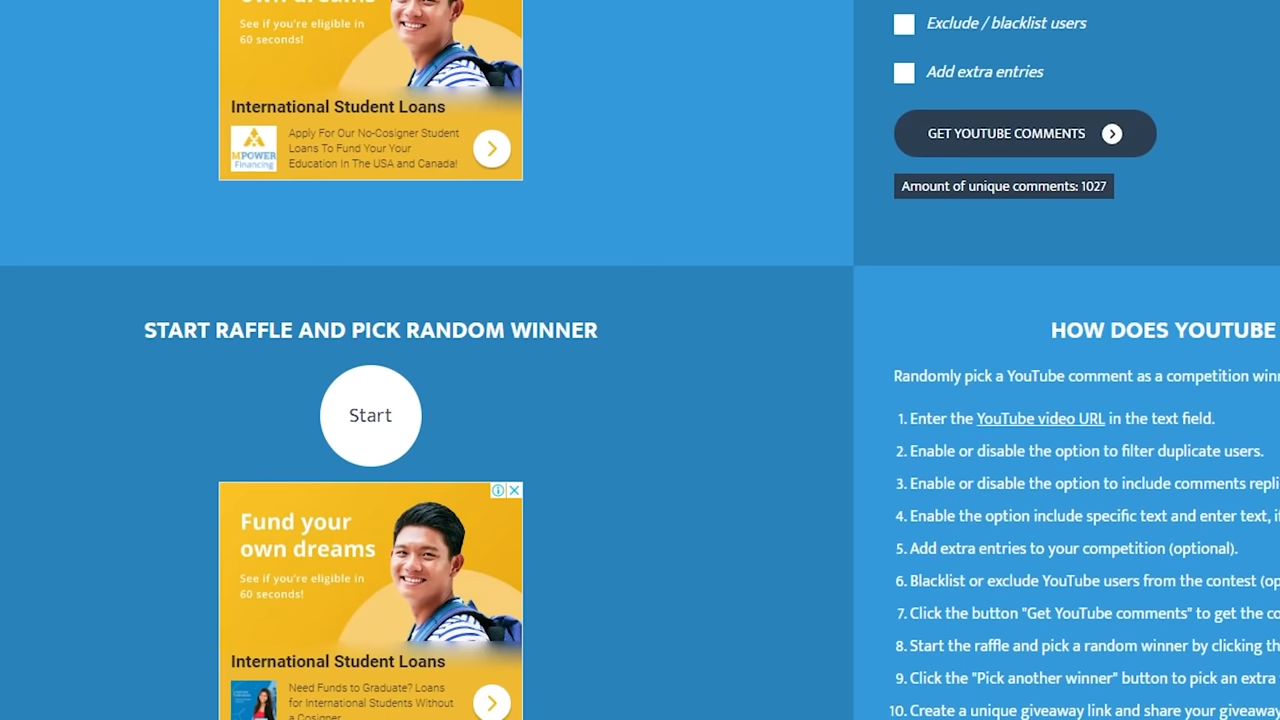 own dreams
See if you're eligible in
60 seconds!
International Student Loans
MPOWER
Financing
Apply For Our No-Cosigner Student
Loans To Fund Your Your
Education In The USA and Canada!
Exclude / blacklist users
Add extra entries
GET YOUTUBE COMMENTS
Amount of unique comments: 1027
START RAFFLE AND PICK RANDOM WINNER
Start
Fund your
own dreams
See if you're eligible in
60 seconds!
International Student Loans
Need Funds to Graduate? Loans
for International Students Without
a Cosigner
HOW DOES YOUTUBE
Randomly pick a YouTube comment as a competition
1. Enter the YouTube video URL in the text field.
2. Enable or disable the option to filter duplicate users.
3. Enable or disable the option to include comments
4. Enable the option include specific text and enter text,
5. Add extra entries to your competition (optional).
6. Blacklist or exclude YouTube users from the contest
7. Click the button "Get YouTube comments" to get the
8. Start the raffle and pick a random winner by clicking
9. Click the "Pick another winner" button to pick an extra
10. Create a unique giveaway link and share your giveaway